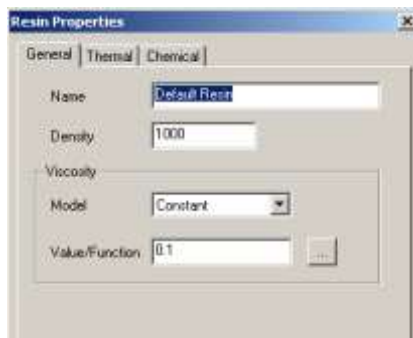 Resin Properties
General Thermal Chemical
Name Default Resin
Density 1000
Viscosity
Model Constant
Value/Function 0.1 ...